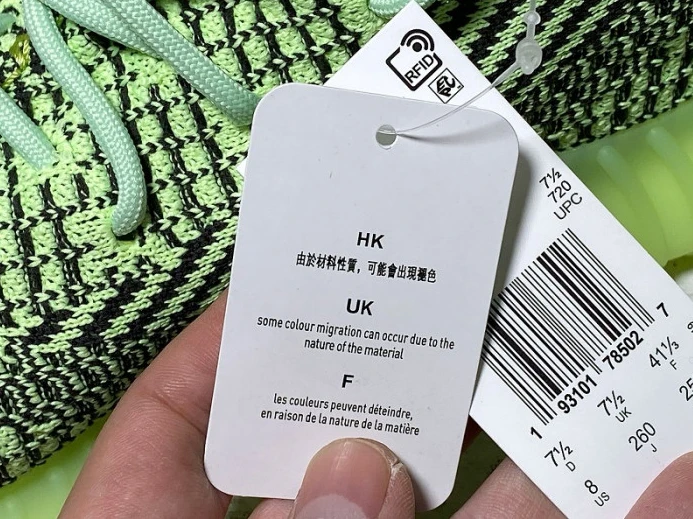 HK
由於材料性質，可能會出現褪色
UK
some colour migration can occur due to the
nature of the material
F
les couleurs peuvent déteindre,
en raison de la nature de la matière
RFID
EPC
7½
720
UPC
1 93101 78502 7
7½
D
7½
UK
41⅓
F
8
US
260
J